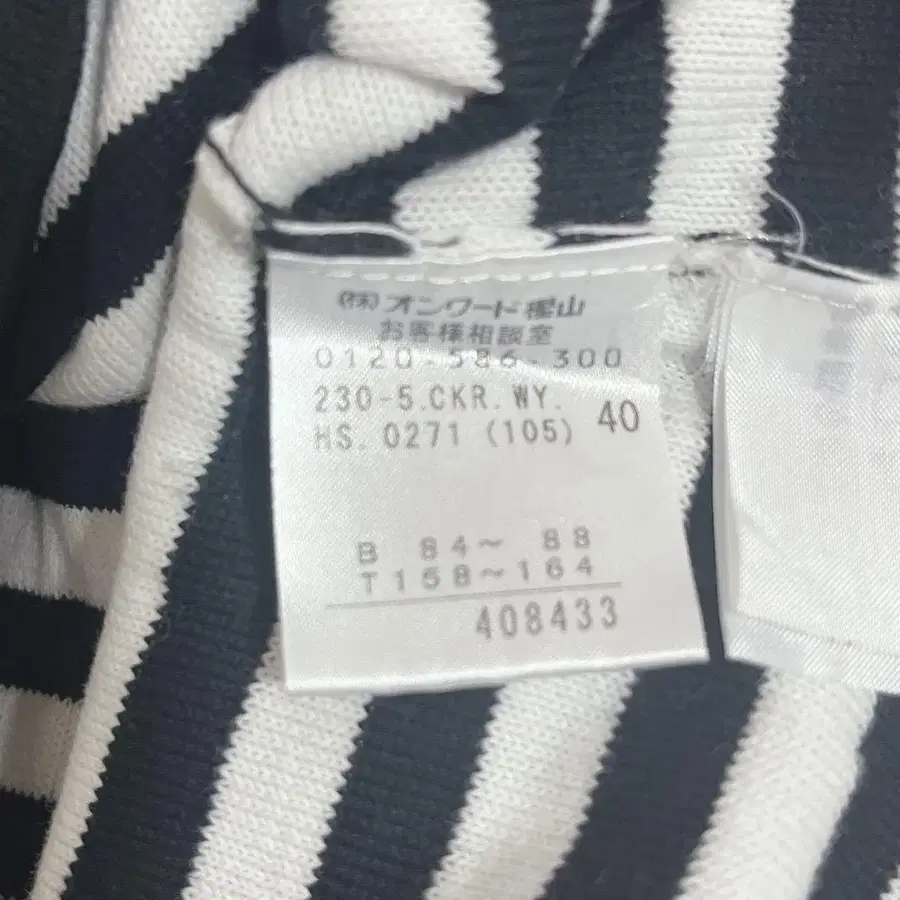 (株)オンワード樫山
お客様相談室
0120-586-300
230-5.CKR.WY.
HS.0271(105) 40
B 84~ 88
T158~164
408433